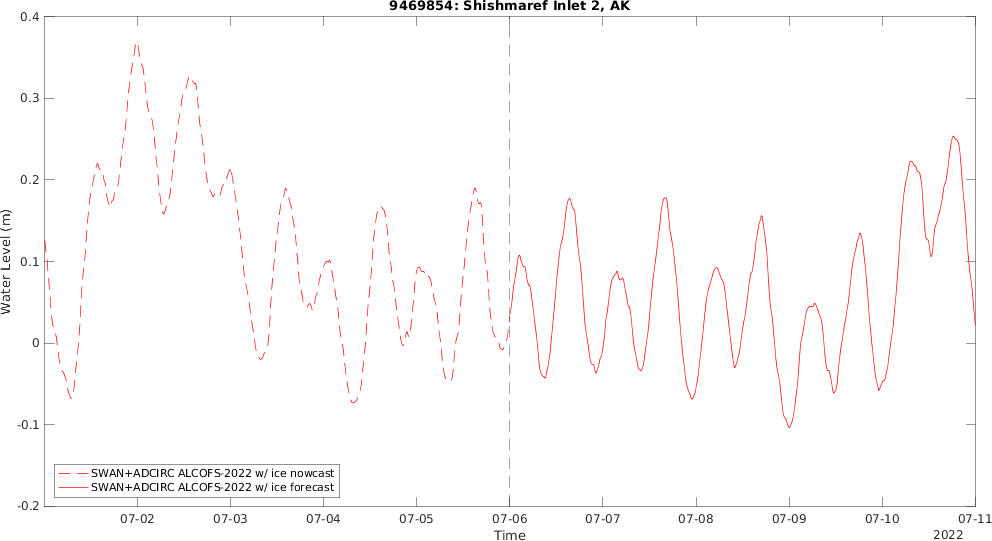 9469854: Shishmaref Inlet 2, AK
0.4
0.3
0.2
0.1
0
-0.1
-0.2
Water Level (m)
SWAN+ADCIRC ALCOFS-2022 w/ ice nowcast
SWAN+ADCIRC ALCOFS-2022 w/ ice forecast
07-02 07-03 07-04 07-05 07-06 07-07 07-08 07-09 07-10 07-11
Time
2022